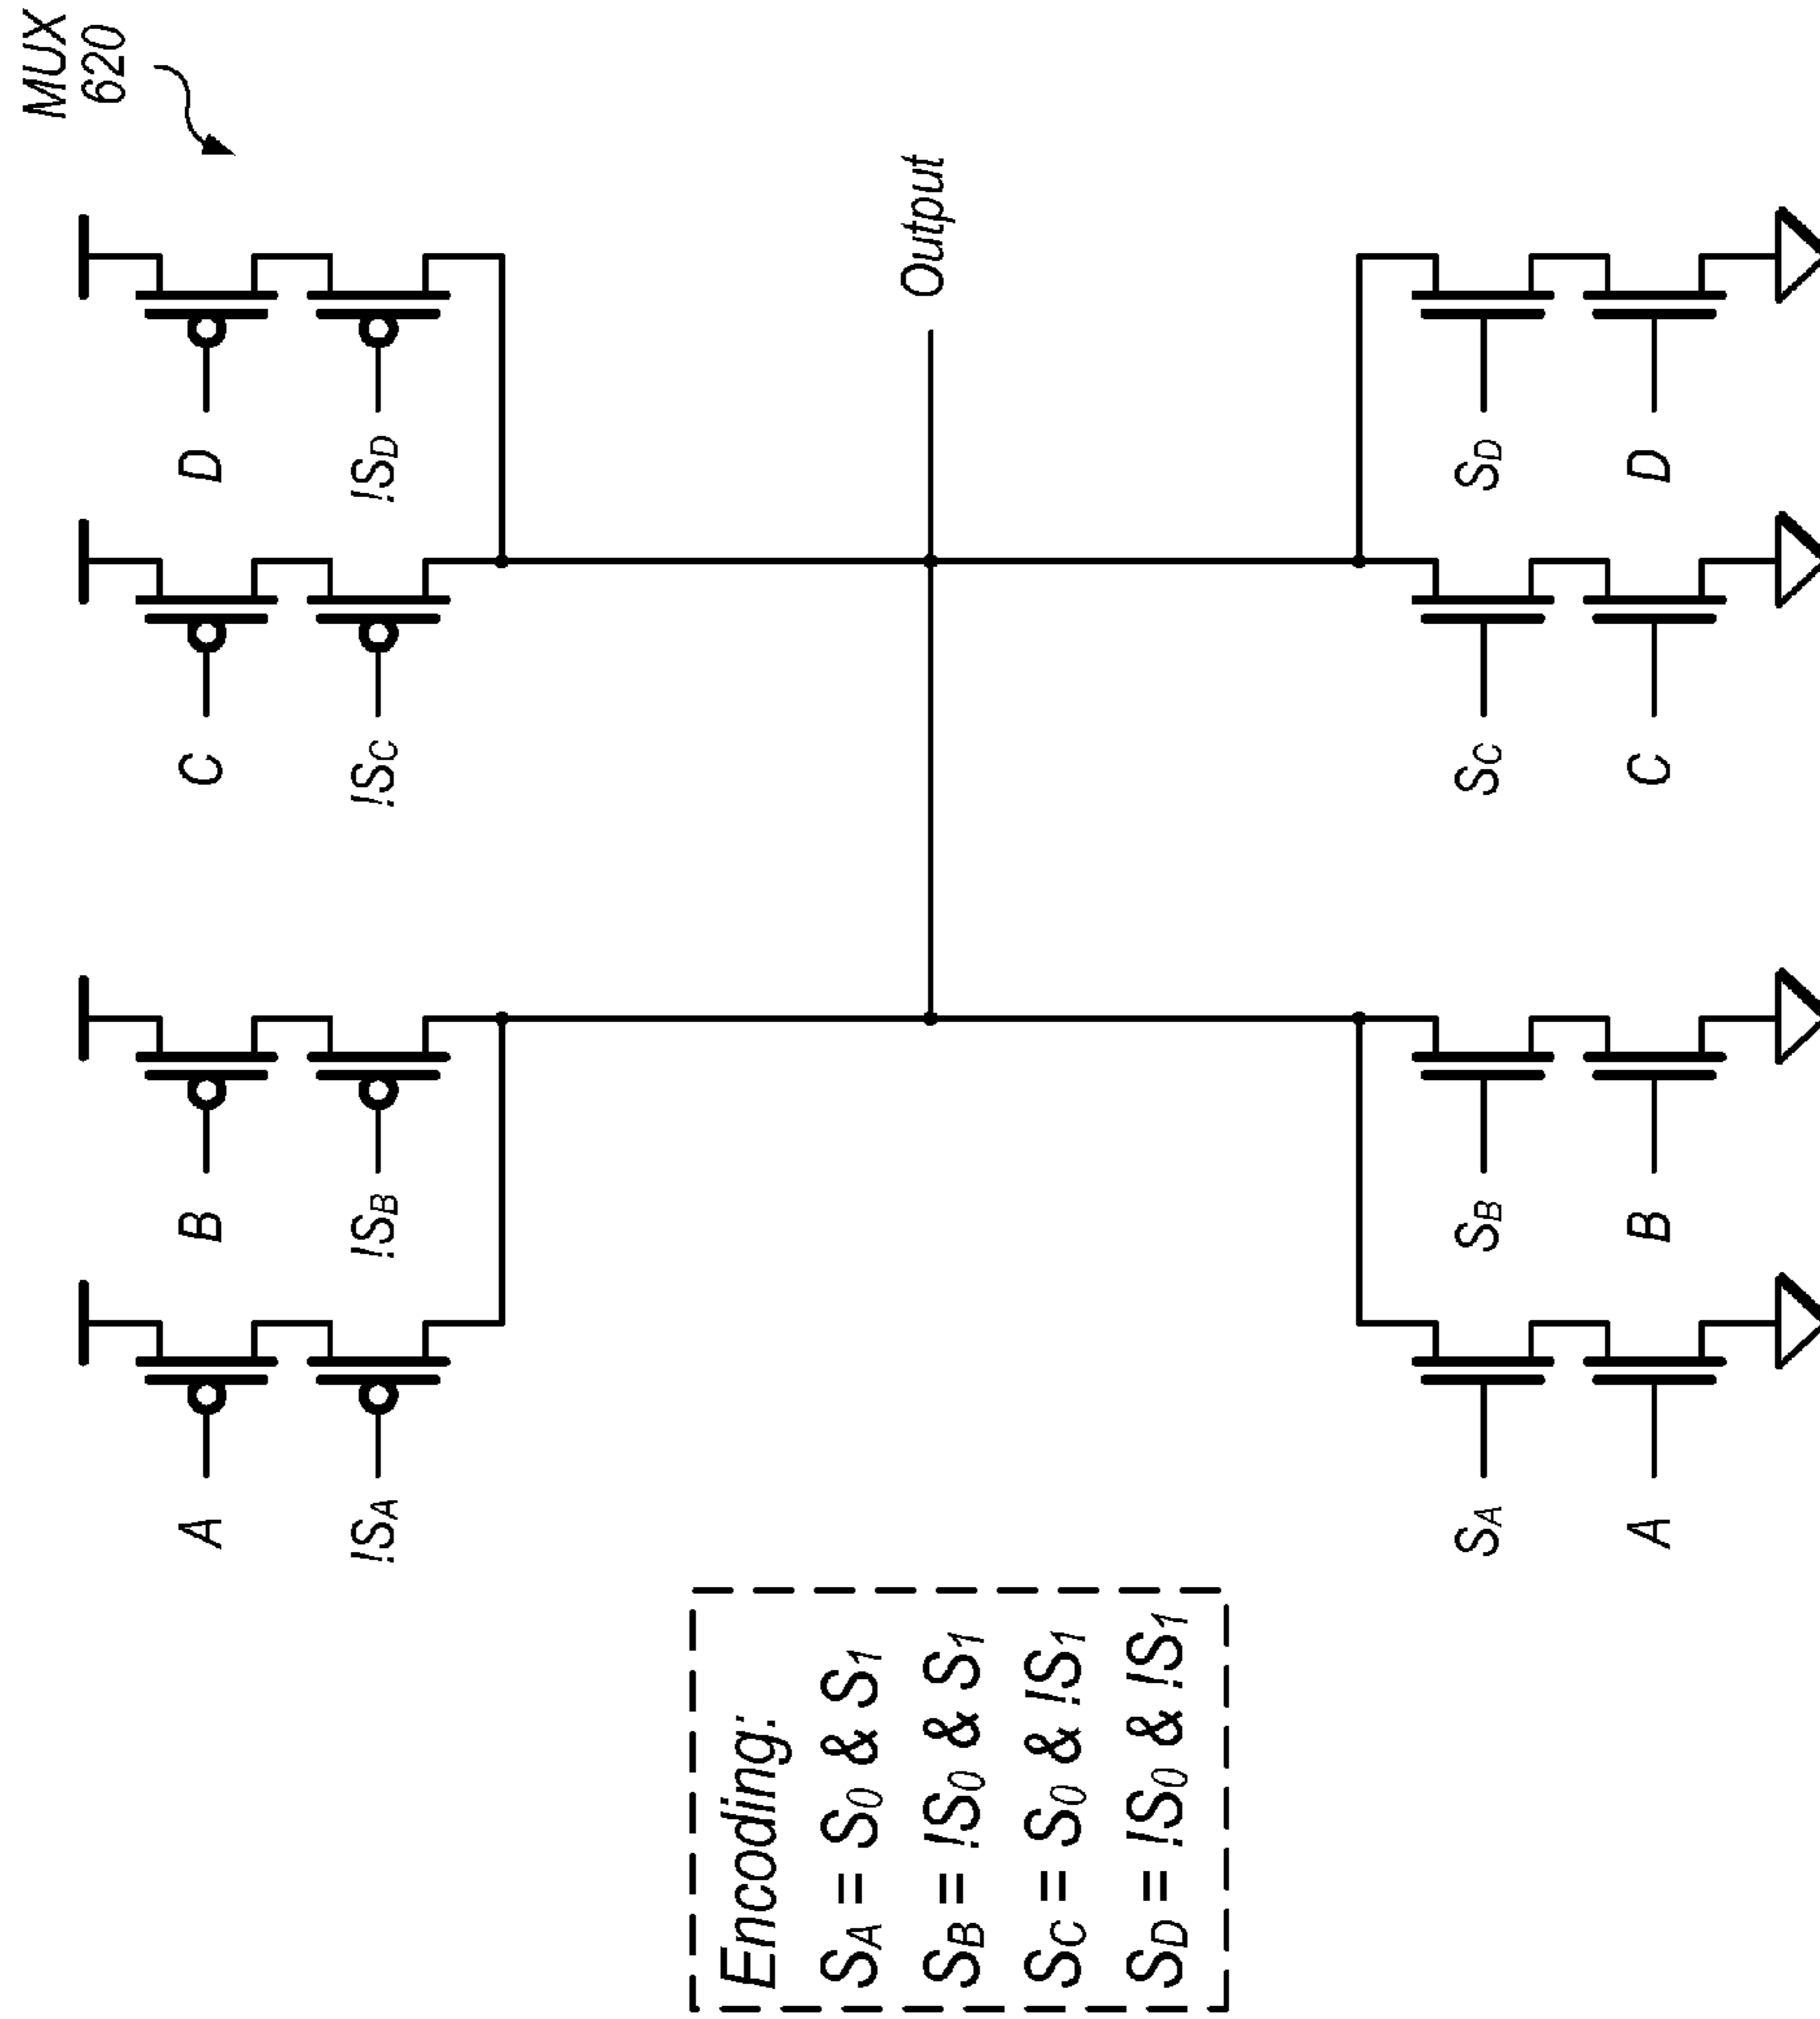 MUX
620
A
B
C
D
!SA
!SB
!SC
!SD
Output
Encoding:
SA = S0 & S1
SB = !S0 & S1
SC = S0 & !S1
SD = !S0 & !S1
SA
SB
SC
SD
A
B
C
D